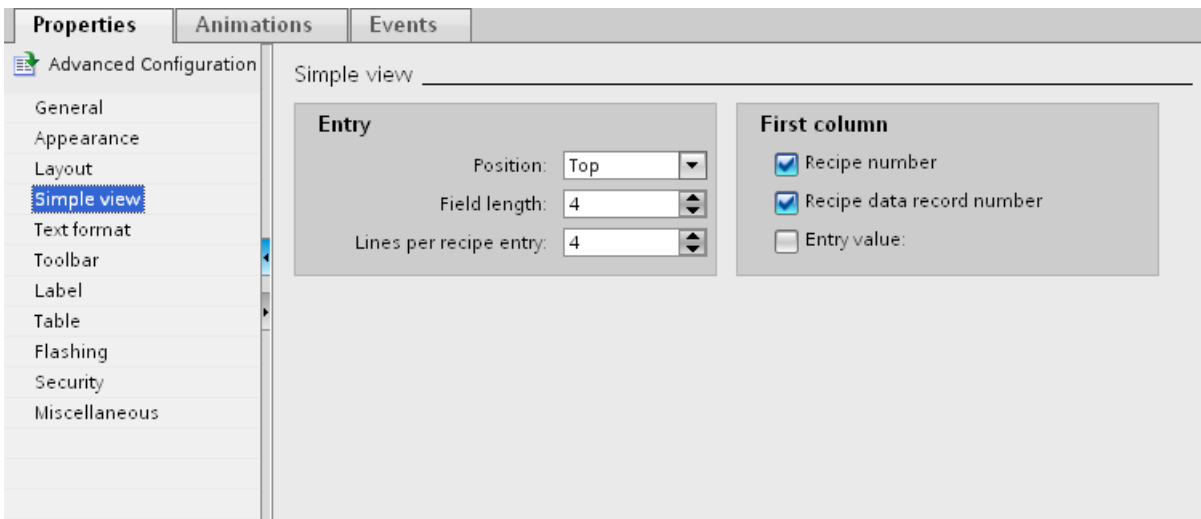 Properties Animations Events
Advanced Configuration
General
Appearance
Layout
Simple view
Text format
Toolbar
Label
Table
Flashing
Security
Miscellaneous
Simple view
Entry
Position: Top
Field length: 4
Lines per recipe entry: 4
First column
Recipe number
Recipe data record number
Entry value: